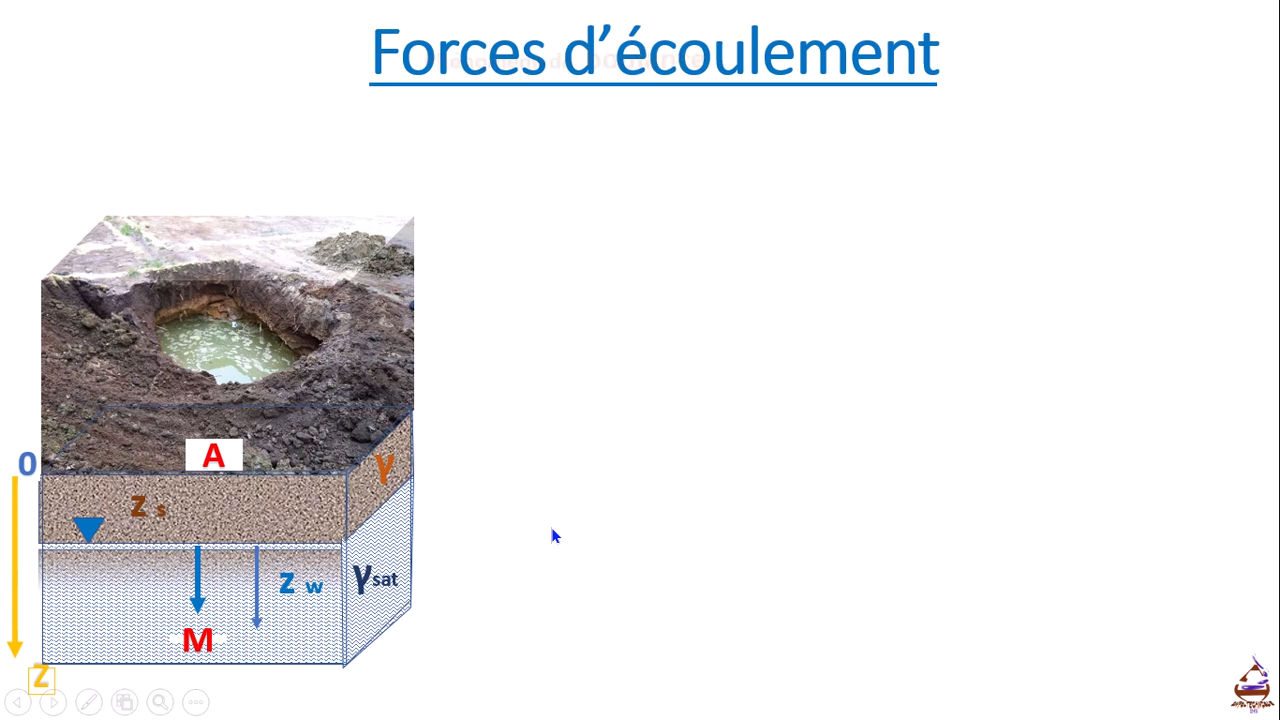 Forces d’écoulement
A
0
γ
z s
z w
γsat
M
z